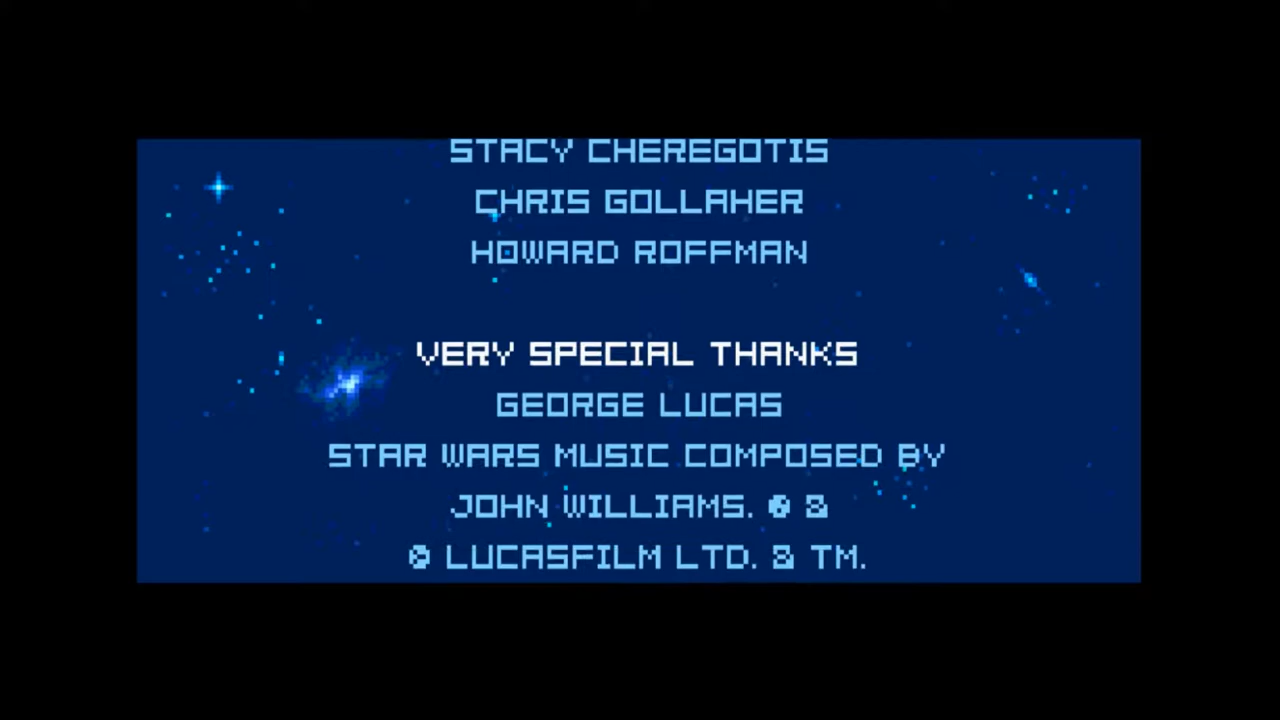 STACY CHEREGOTIS
CHRIS GOLLAHER
HOWARD ROFFMAN
VERY SPECIAL THANKS
GEORGE LUCAS
STAR WARS MUSIC COMPOSED BY
JOHN WILLIAMS. ℗ &
© LUCASFILM LTD. & TM.